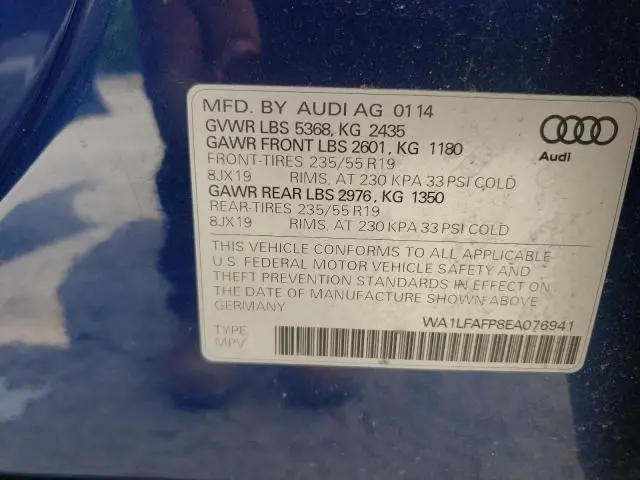 MFD. BY AUDI AG 01 14
GVWR LBS 5368, KG 2435
GAWR FRONT LBS 2601, KG 1180
FRONT-TIRES 235/55 R19
8JX19 RIMS, AT 230 KPA 33 PSI COLD
GAWR REAR LBS 2976, KG 1350
REAR-TIRES 235/55 R19
8JX19 RIMS, AT 230 KPA 33 PSI COLD
Audi
THIS VEHICLE CONFORMS TO ALL APPLICABLE
U.S. FEDERAL MOTOR VEHICLE SAFETY AND
THEFT PREVENTION STANDARDS IN EFFECT ON
THE DATE OF MANUFACTURE SHOWN ABOVE
GERMANY
WA1LFAFP8EA076941
TYPE
MPV